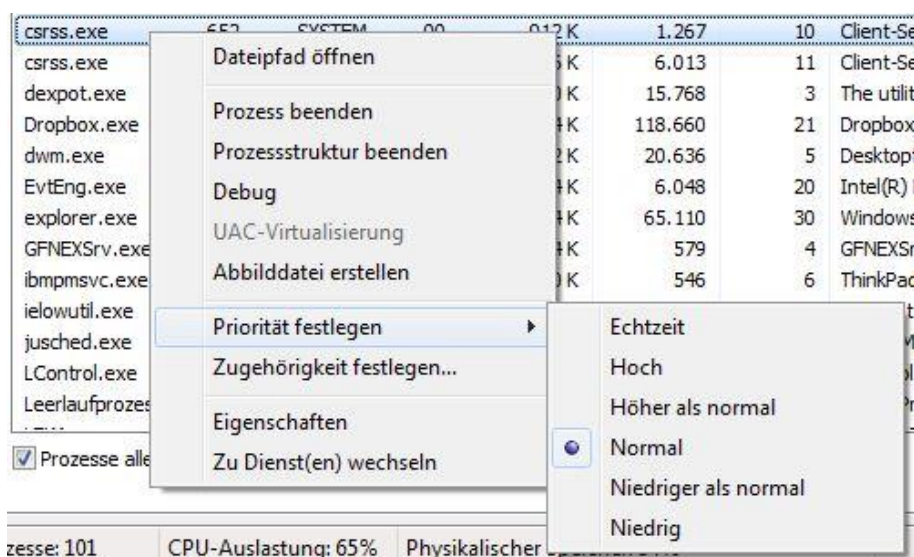 csrss.exe 652 SYSTEM 00 912 K 1.267 10 Client-Se
csrss.exe K 6.013 11 Client-Se
dexpot.exe K 15.768 3 The utilit
Dropbox.exe K 118.660 21 Dropbox
dwm.exe K 20.636 5 Desktop
EvtEng.exe K 6.048 20 Intel(R)
explorer.exe K 65.110 30 Windows
GFNEXSrv.exe K 579 4 GFNEXSr
ibmpmsvc.exe K 546 6 ThinkPad
ielowutil.exe
jusched.exe
LControl.exe
Leerlaufprozes
Dateipfad öffnen
Prozess beenden
Prozessstruktur beenden
Debug
UAC-Virtualisierung
Abbilddatei erstellen
Priorität festlegen
Zugehörigkeit festlegen...
Eigenschaften
Zu Dienst(en) wechseln
Echtzeit
Hoch
Höher als normal
Normal
Niedriger als normal
Niedrig
Prozesse alle
zesse: 101 CPU-Auslastung: 65% Physikalischer